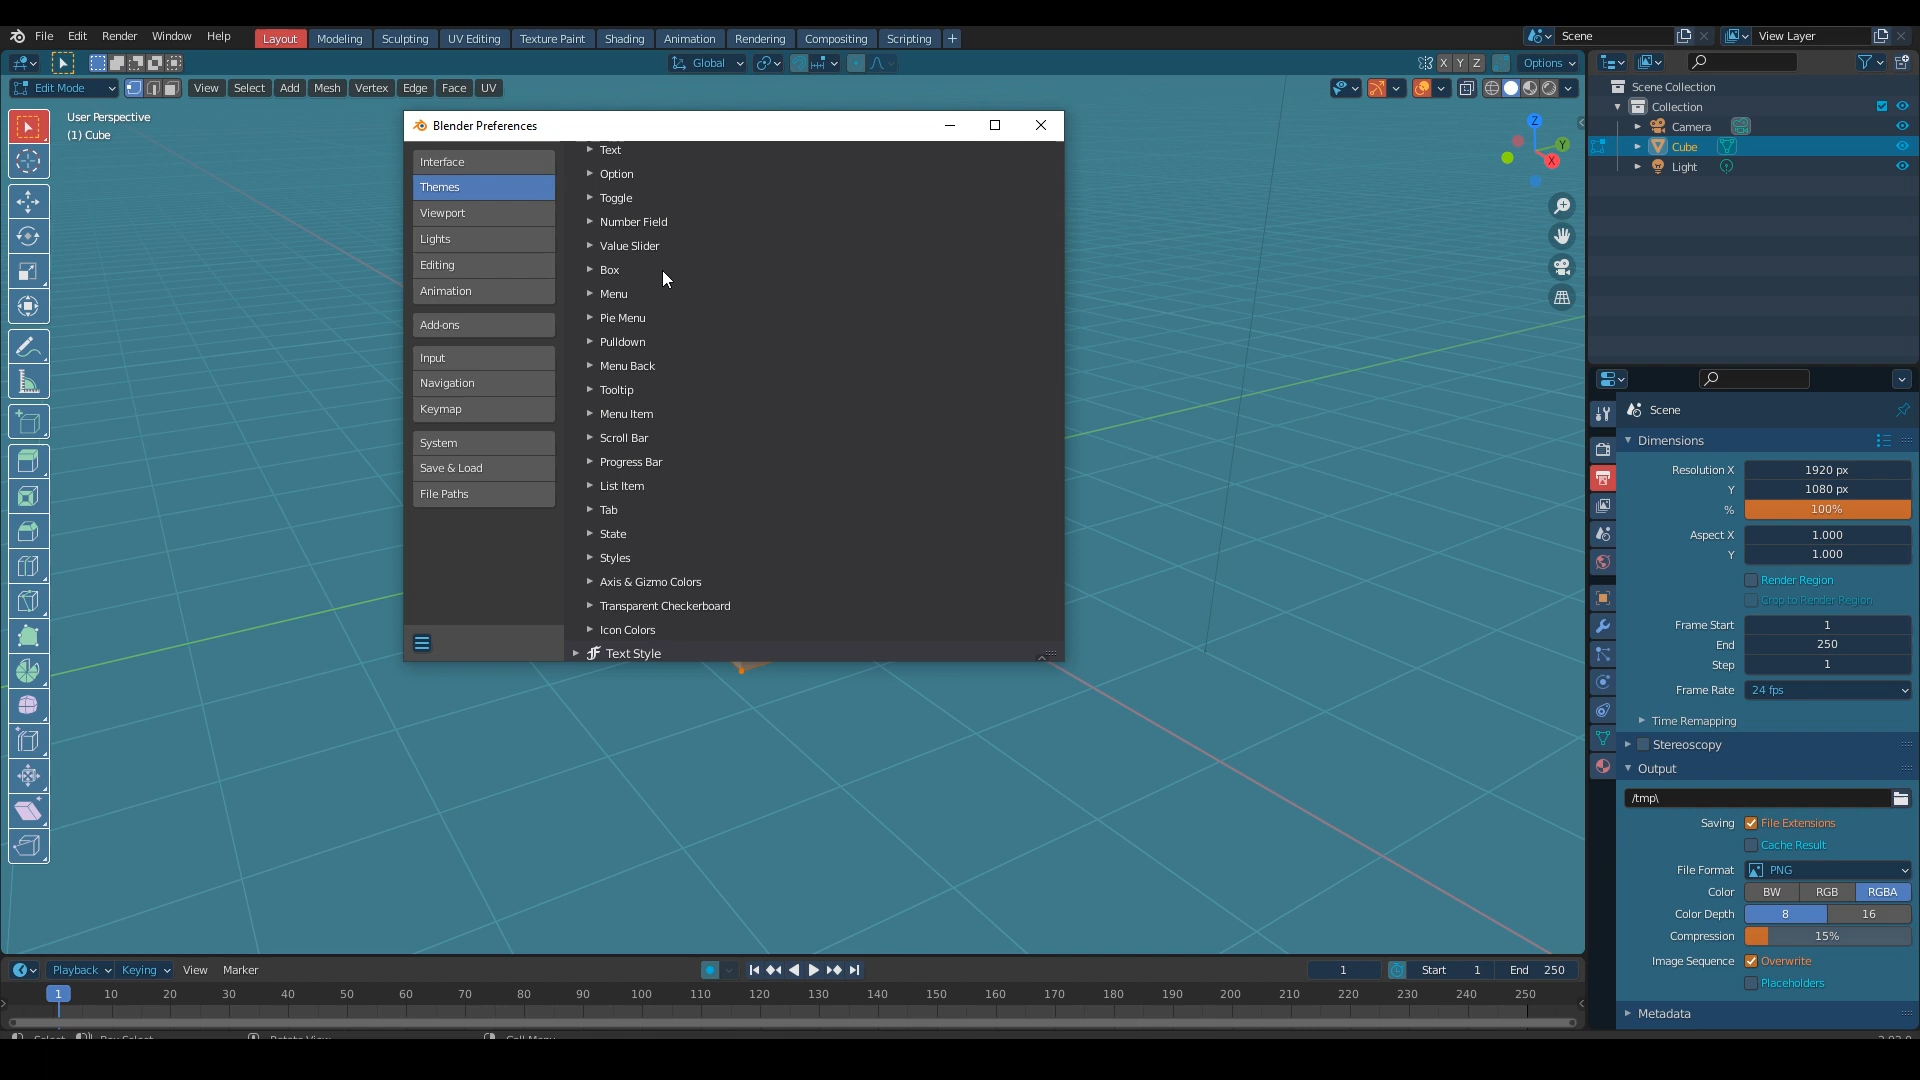 File Edit Render Window Help Layout Modeling Sculpting UV Editing Texture Paint Shading Animation Rendering Compositing Scripting + Scene View Layer
Global X Y Z Options
Edit Mode View Select Add Mesh Vertex Edge Face UV
User Perspective
(1) Cube
Blender Preferences
Interface
Themes
Viewport
Lights
Editing
Animation
Add-ons
Input
Navigation
Keymap
System
Save & Load
File Paths
Text
Option
Toggle
Number Field
Value Slider
Box
Menu
Pie Menu
Pulldown
Menu Back
Tooltip
Menu Item
Scroll Bar
Progress Bar
List Item
Tab
State
Styles
Axis & Gizmo Colors
Transparent Checkerboard
Icon Colors
Text Style
Z
Y
X
Scene Collection
Collection
Camera
Cube
Light
Scene
Dimensions
Resolution X 1920 px
Y 1080 px
% 100%
Aspect X 1.000
Y 1.000
Render Region
Crop to Render Region
Frame Start 1
End 250
Step 1
Frame Rate 24 fps
Time Remapping
Stereoscopy
Output
/tmp\
Saving File Extensions
Cache Result
File Format PNG
Color BW RGB RGBA
Color Depth 8 16
Compression 15%
Image Sequence Overwrite
Placeholders
Metadata
Playback Keying View Marker 1 Start 1 End 250
1 10 20 30 40 50 60 70 80 90 100 110 120 130 140 150 160 170 180 190 200 210 220 230 240 250